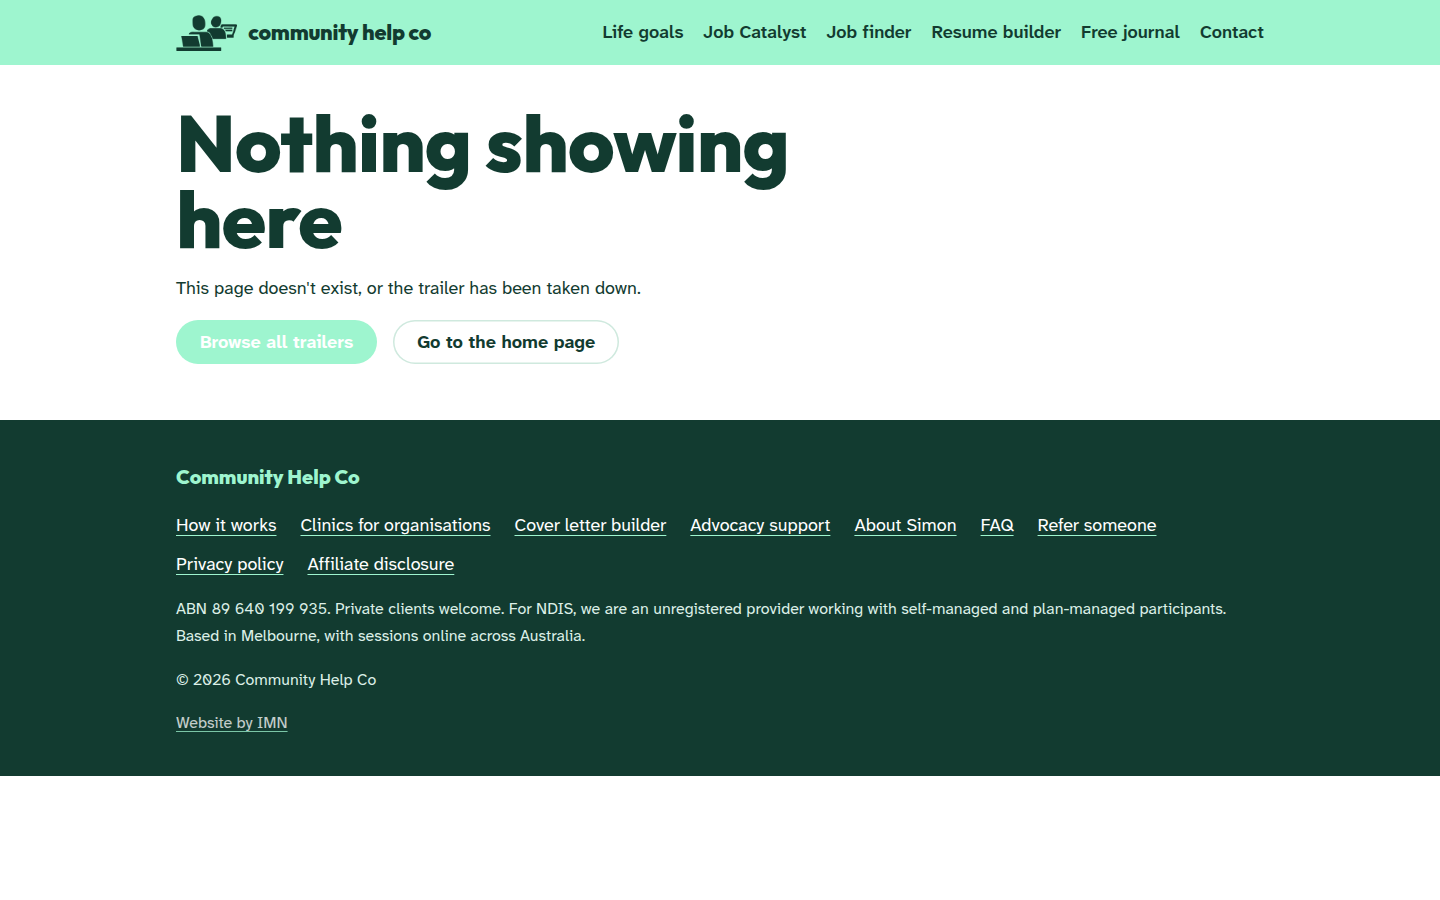 community help co
Life goals Job Catalyst Job finder Resume builder Free journal Contact
Nothing showing
here
This page doesn't exist, or the trailer has been taken down.
Browse all trailers Go to the home page
Community Help Co
How it works Clinics for organisations Cover letter builder Advocacy support About Simon FAQ Refer someone
Privacy policy Affiliate disclosure
ABN 89 640 199 935. Private clients welcome. For NDIS, we are an unregistered provider working with self-managed and plan-managed participants.
Based in Melbourne, with sessions online across Australia.
© 2026 Community Help Co
Website by IMN